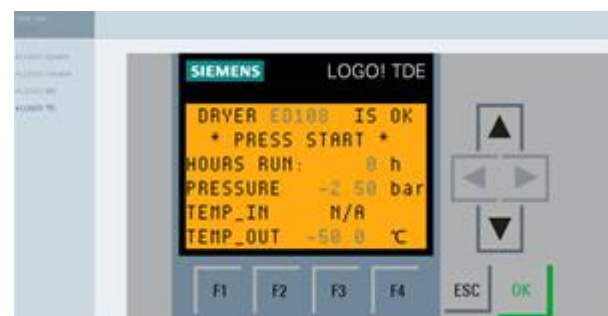 SIEMENS LOGO! TDE
DRYER ED108 IS OK
* PRESS START *
HOURS RUN: 0 h
PRESSURE -2 50 bar
TEMP_IN N/A
TEMP_OUT -50 0 ℃
F1 F2 F3 F4 ESC OK